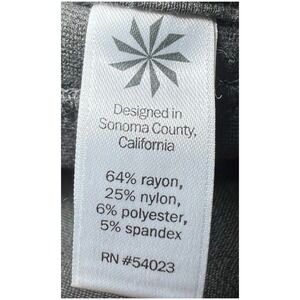 Designed in
Sonoma County,
California
64% rayon,
25% nylon,
6% polyester,
5% spandex
RN #54023